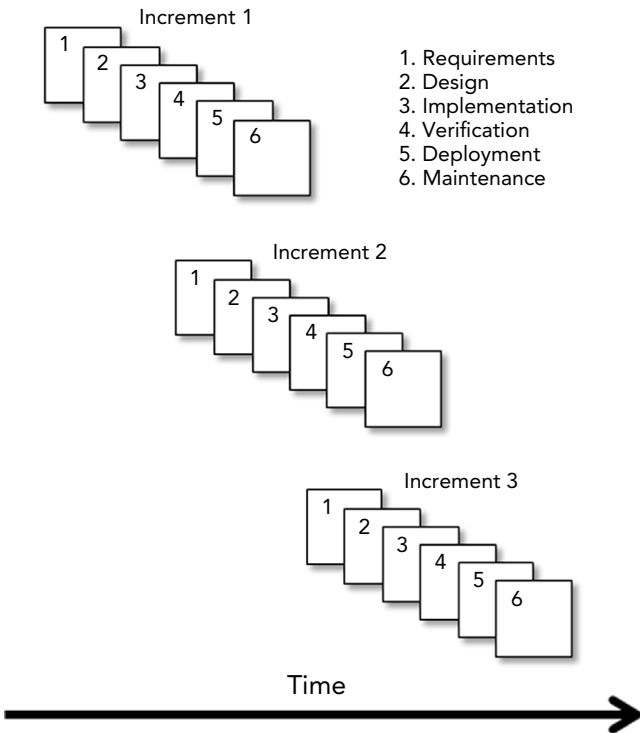 Increment 1
1
2
3
4
5
6
1. Requirements
2. Design
3. Implementation
4. Verification
5. Deployment
6. Maintenance
Increment 2
1
2
3
4
5
6
Increment 3
1
2
3
4
5
6
Time